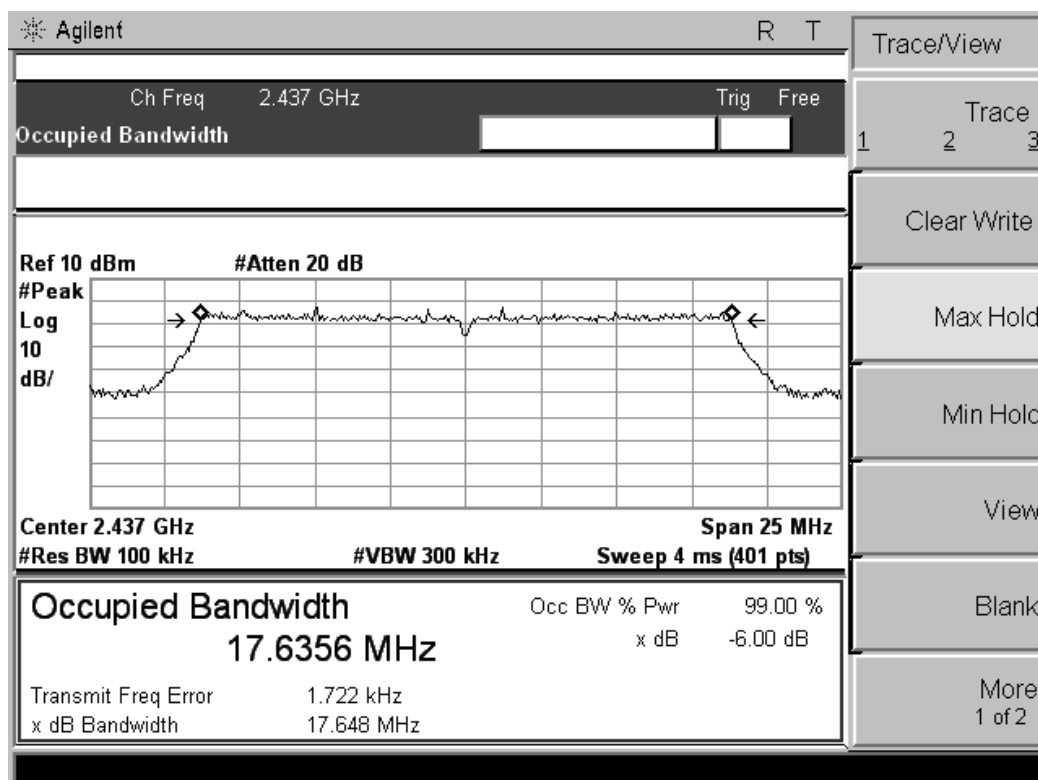 Agilent R T
Trace/View
Ch Freq 2.437 GHz Trig Free
Occupied Bandwidth
Trace
1 2 3
Clear Write
Ref 10 dBm #Atten 20 dB
#Peak
Log
10
dB/
Max Hold
Min Hold
Center 2.437 GHz Span 25 MHz
#Res BW 100 kHz #VBW 300 kHz Sweep 4 ms (401 pts)
View
Occupied Bandwidth
17.6356 MHz
Occ BW % Pwr 99.00 %
x dB -6.00 dB
Transmit Freq Error 1.722 kHz
x dB Bandwidth 17.648 MHz
Blank
More
1 of 2